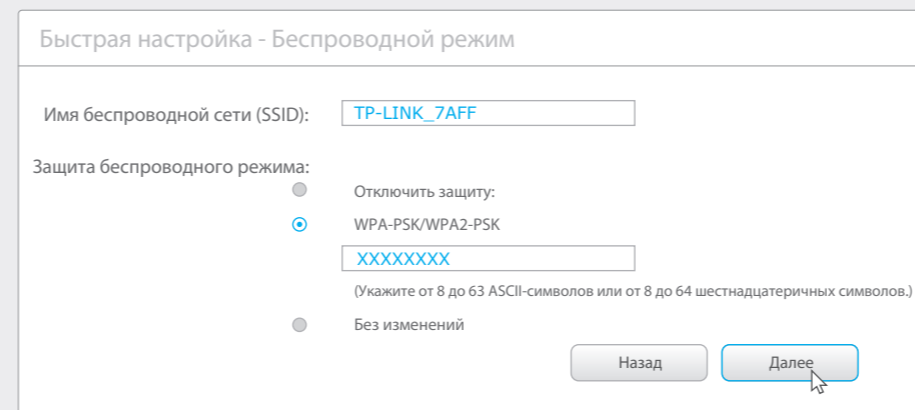 Быстрая настройка - Беспроводной режим
Имя беспроводной сети (SSID): TP-LINK_7AFF
Защита беспроводного режима:
Отключить защиту:
WPA-PSK/WPA2-PSK
XXXXXXXX
(Укажите от 8 до 63 ASCII-символов или от 8 до 64 шестнадцатеричных символов.)
Без изменений
Назад Далее